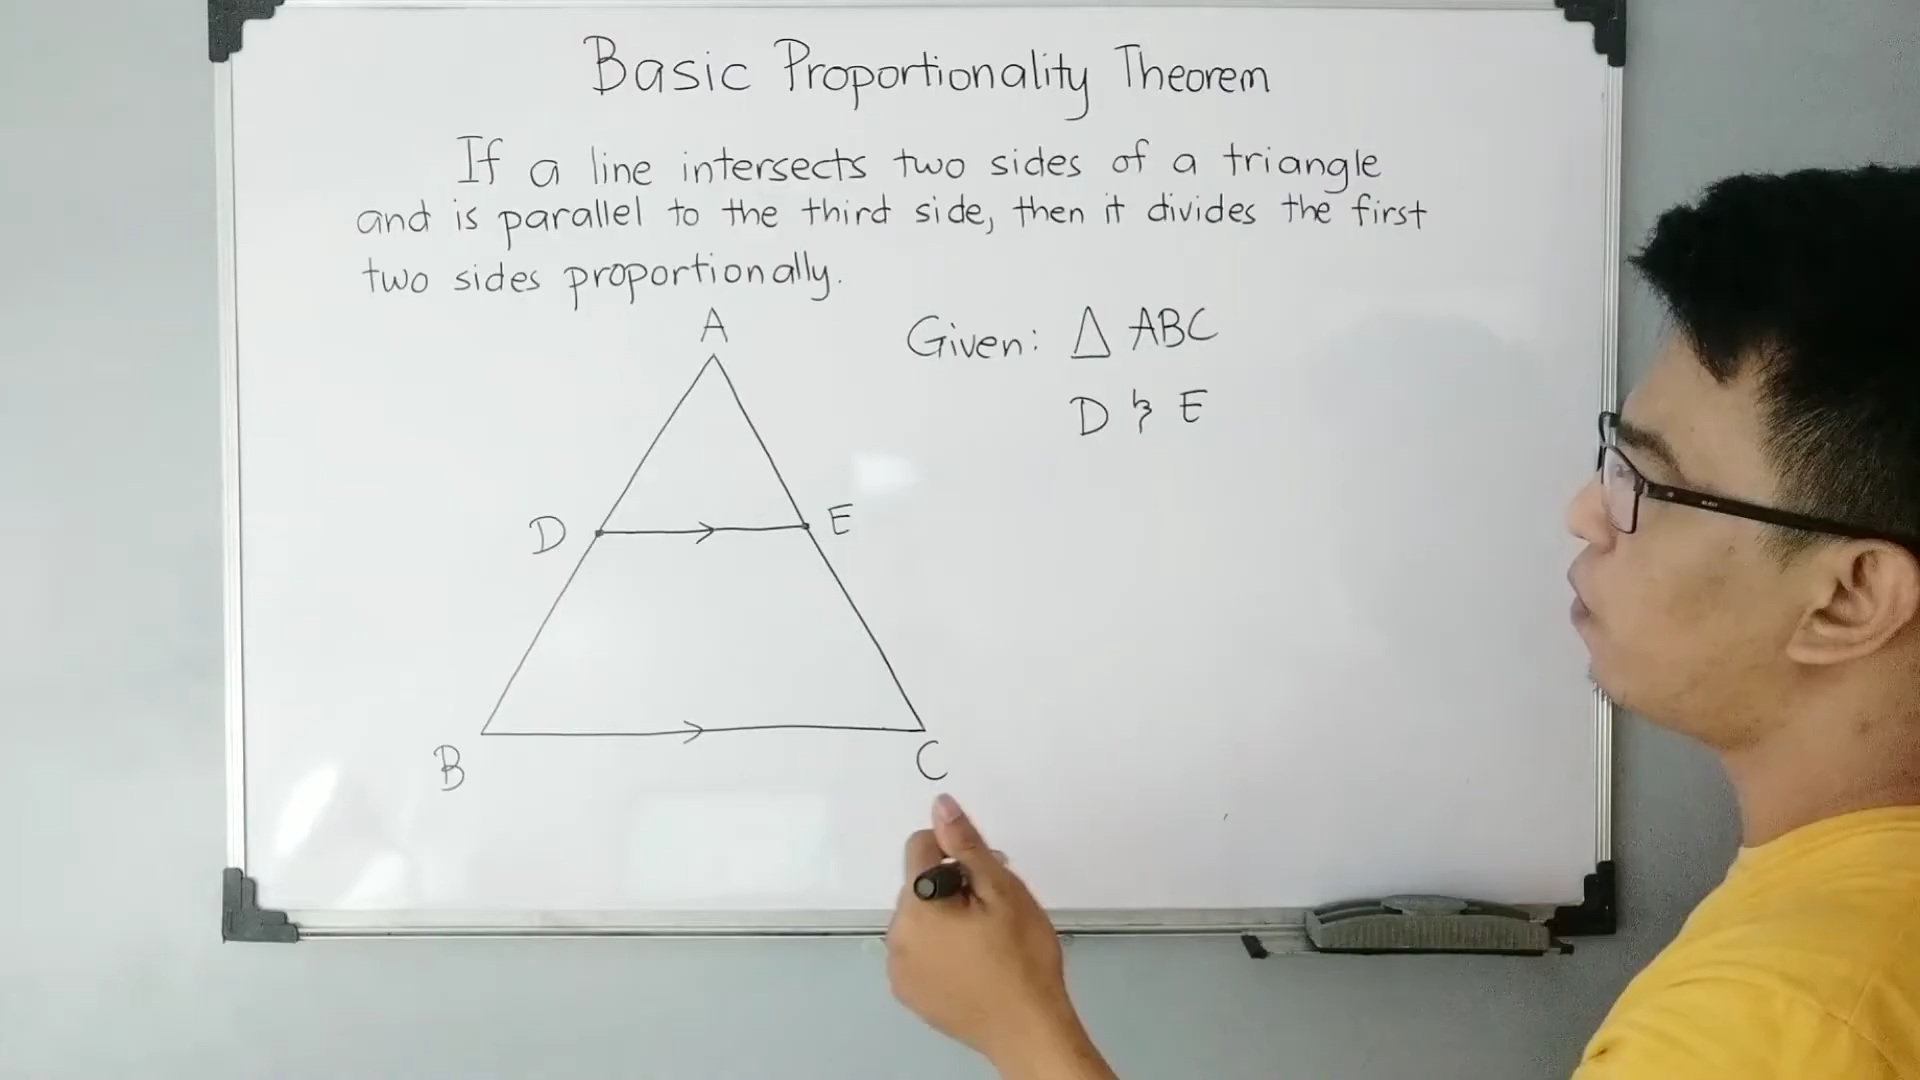 Basic Proportionality Theorem
If a line intersects two sides of a triangle
and is parallel to the third side, then it divides the first
two sides proportionally.
A
Given: △ ABC
D & E
D
E
B
C